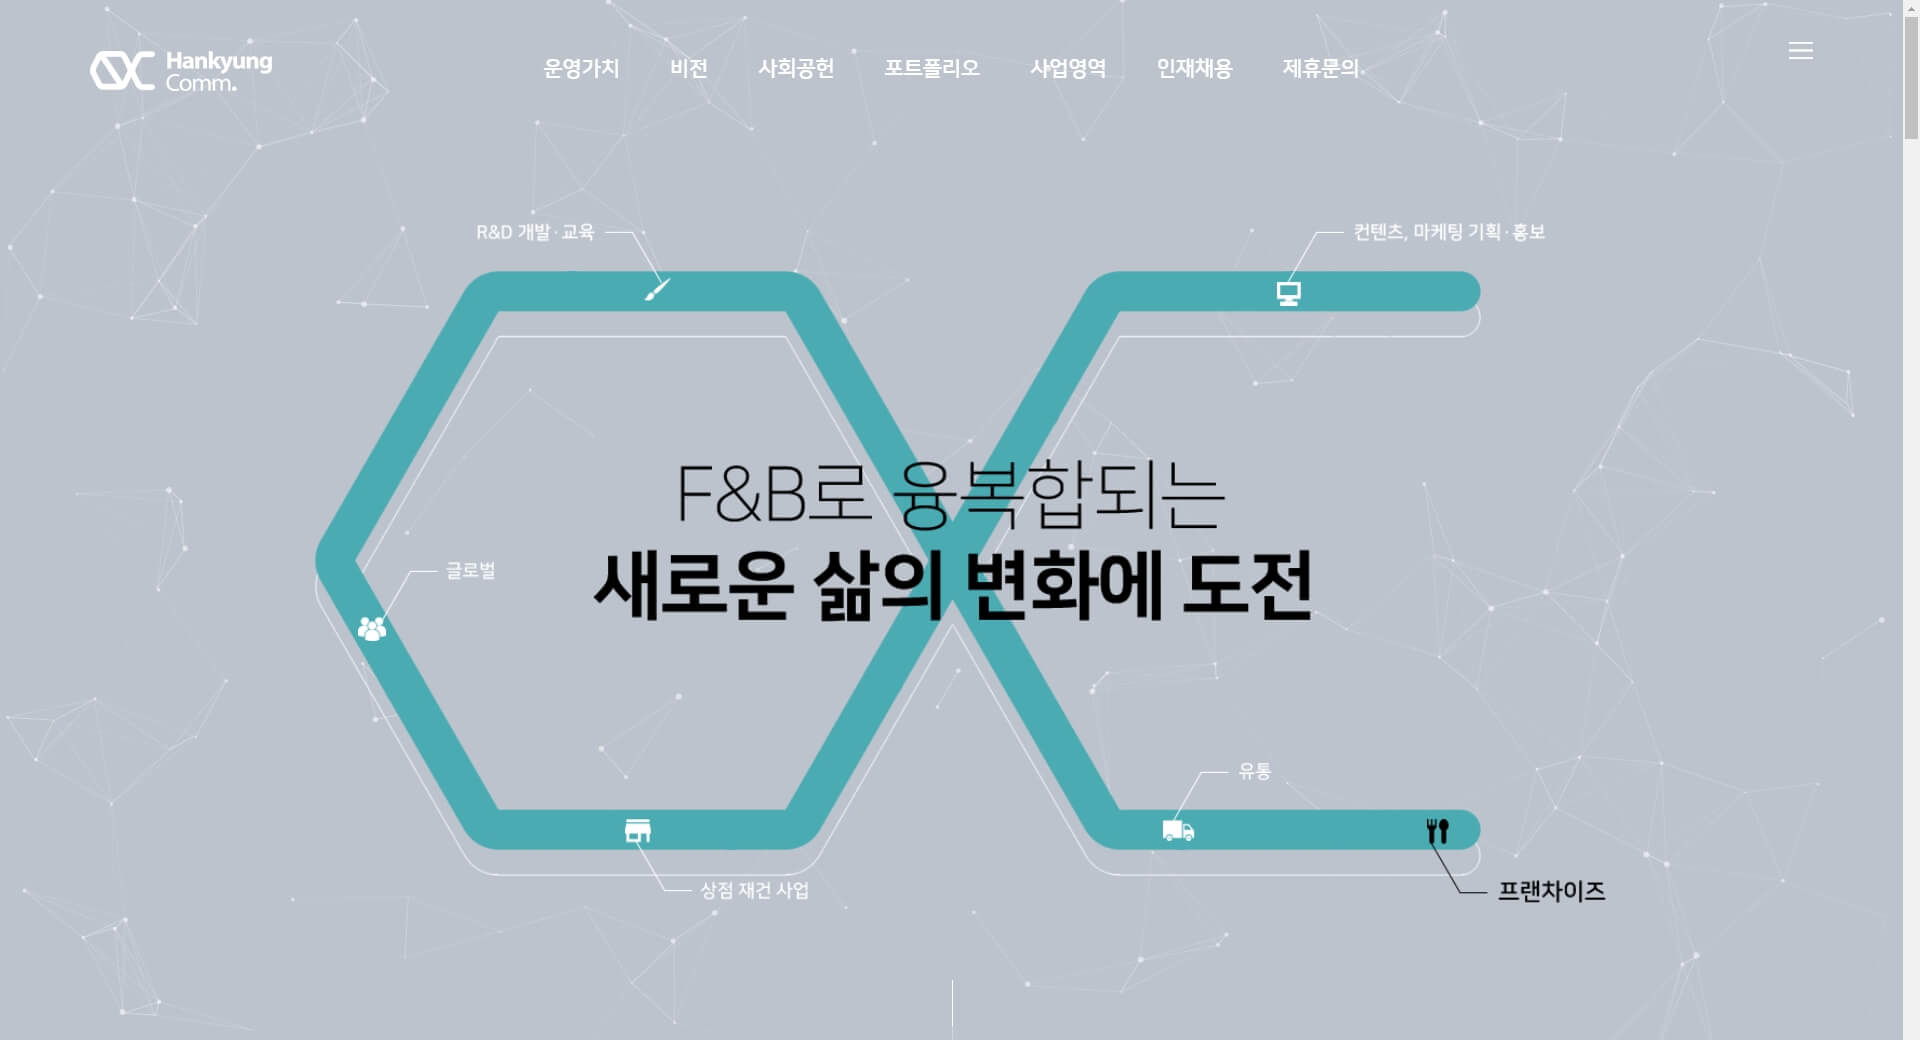 Hankyung
Comm.
운영가치 비전 사회공헌 포트폴리오 사업영역 인재채용 제휴문의
R&D 개발 · 교육
컨텐츠, 마케팅 기획 · 홍보
F&B로 융복합되는
새로운 삶의 변화에 도전
글로벌
유통
상점 재건 사업
프랜차이즈